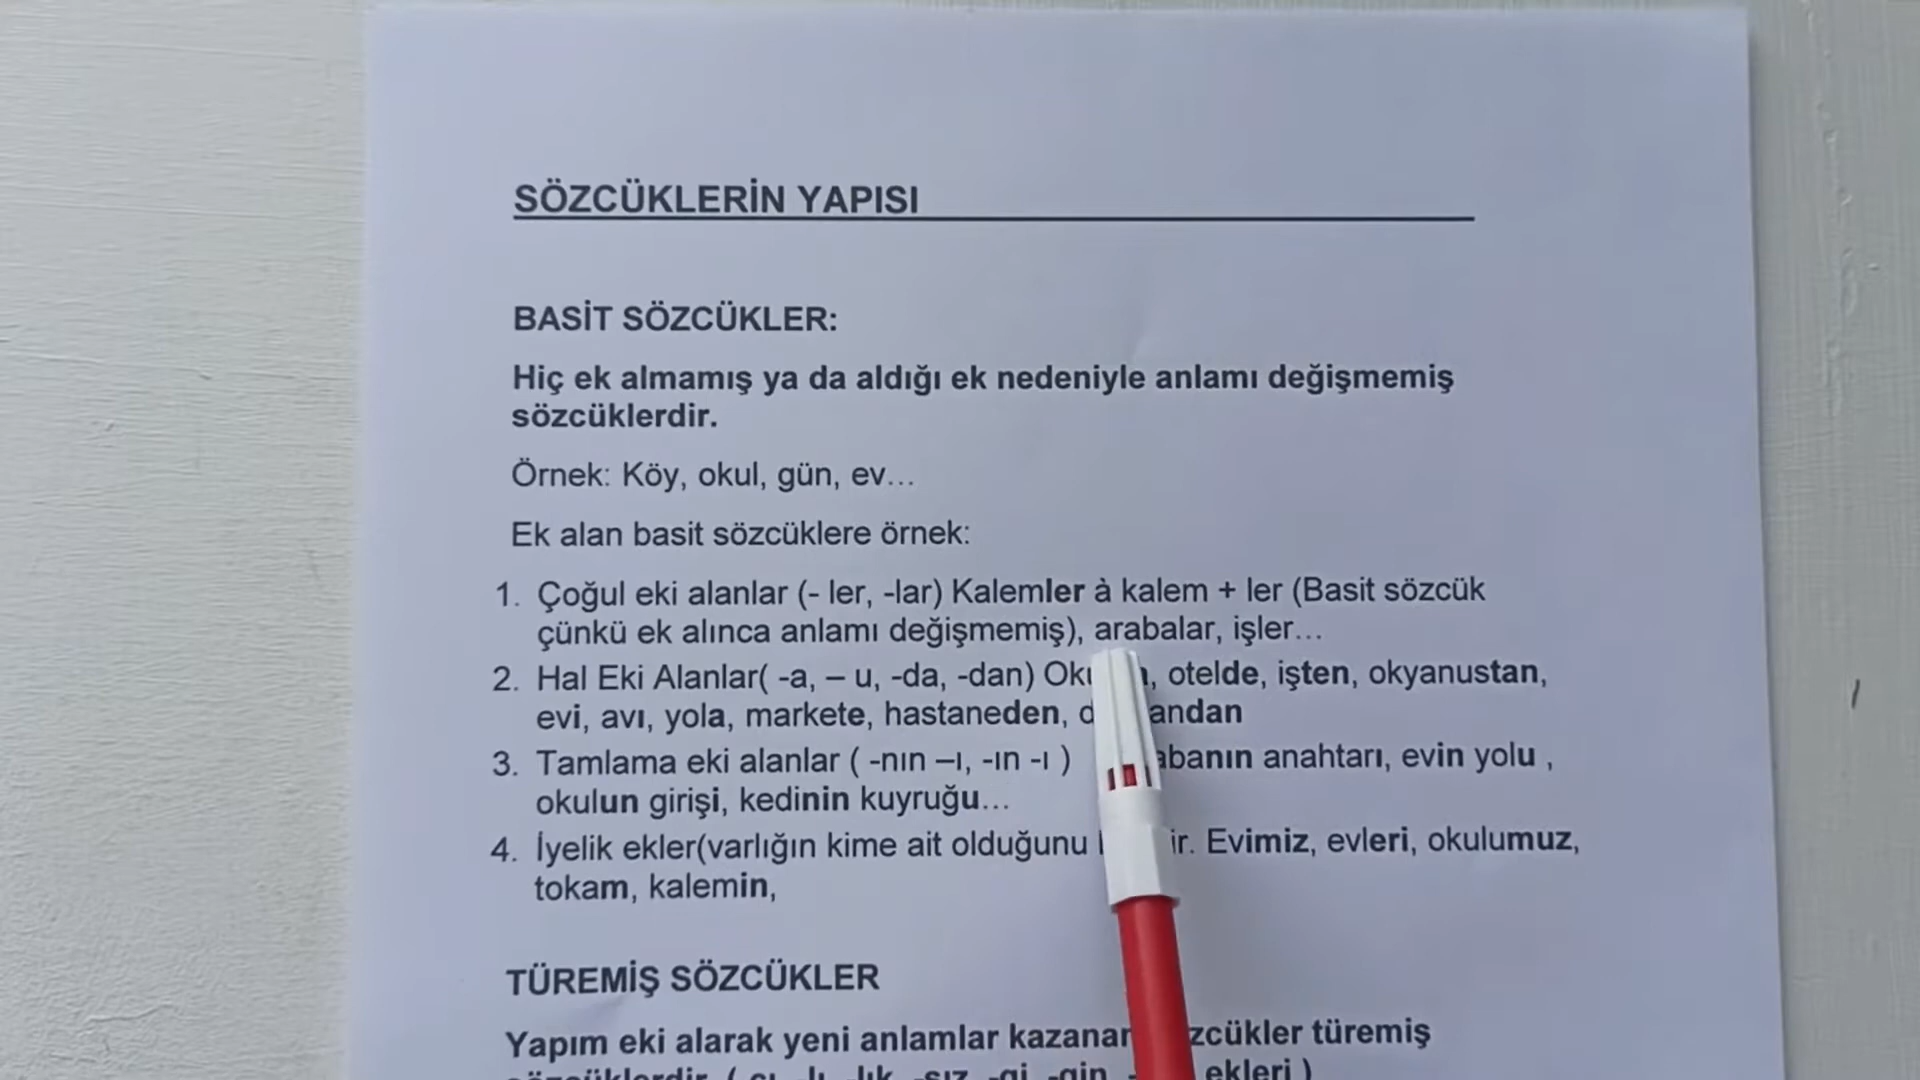 SÖZCÜKLERİN YAPISI
BASİT SÖZCÜKLER:
Hiç ek almamış ya da aldığı ek nedeniyle anlamı değişmemiş
sözcüklerdir.
Örnek: Köy, okul, gün, ev...
Ek alan basit sözcüklere örnek:
1. Çoğul eki alanlar (- ler, -lar) Kalemler à kalem + ler (Basit sözcük
çünkü ek alınca anlamı değişmemiş), arabalar, işler...
2. Hal Eki Alanlar( -a, – u, -da, -dan) otelde, işten, okyanustan,
evi, avı, yola, markete, hastaneden,
3. Tamlama eki alanlar ( -nın –ı, -ın -ı ) anahtarı, evin yolu ,
okulun girişi, kedinin kuyruğu...
4. İyelik ekler(varlığın kime ait olduğunu Evimiz, evleri, okulumuz,
tokam, kalemin,
TÜREMİŞ SÖZCÜKLER
Yapım eki alarak yeni anlamlar türemiş
ekleri )